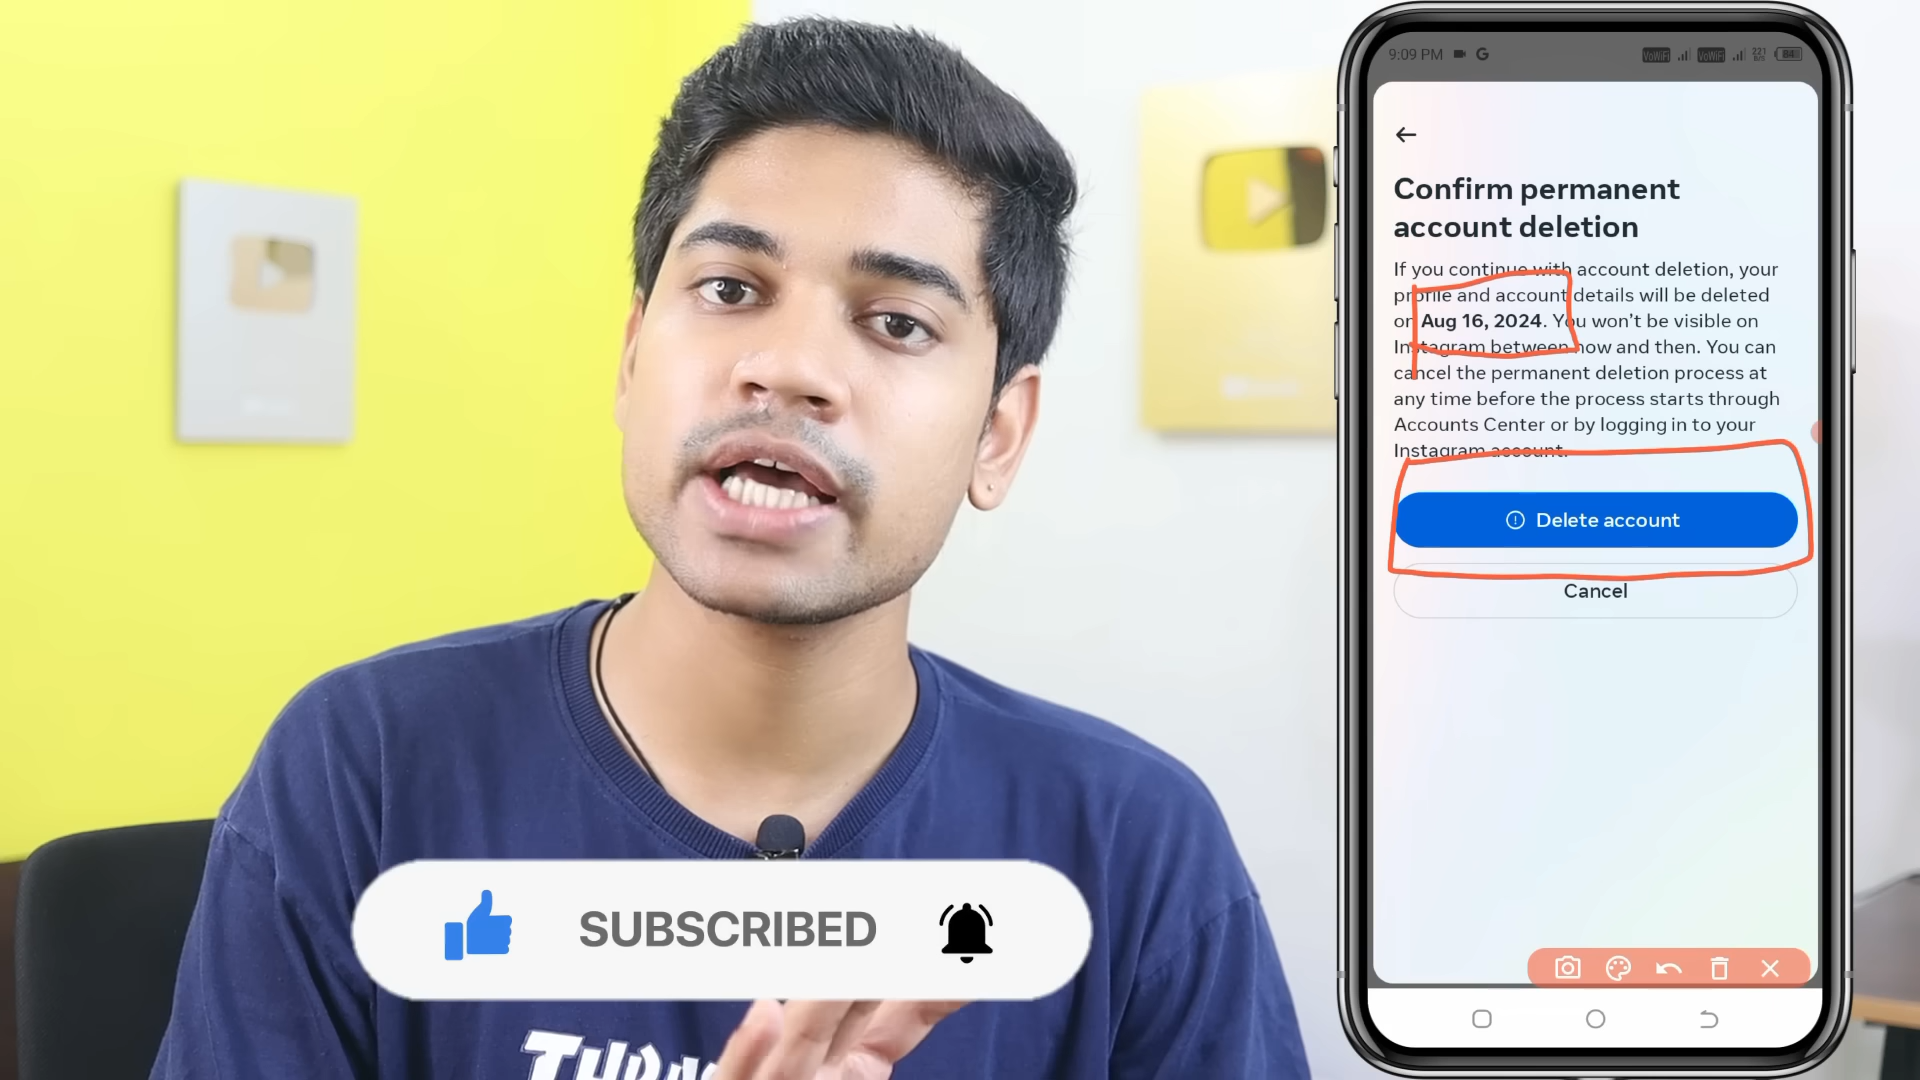 9:09 PM
VoWiFi VoWiFi 221
Confirm permanent
account deletion
If you continue with account deletion, your
profile and account details will be deleted
on Aug 16, 2024. You won't be visible on
Instagram between now and then. You can
cancel the permanent deletion process at
any time before the process starts through
Accounts Center or by logging in to your
Instagram account.
Delete account
Cancel
SUBSCRIBED